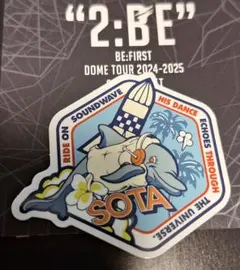 "2:BE"
BE:FIRST
DOME TOUR 2024-2025
RIDE ON SOUNDWAVE
HIS DANCE
ECHOES THROUGH
THE UNIVERSE.
SOTA